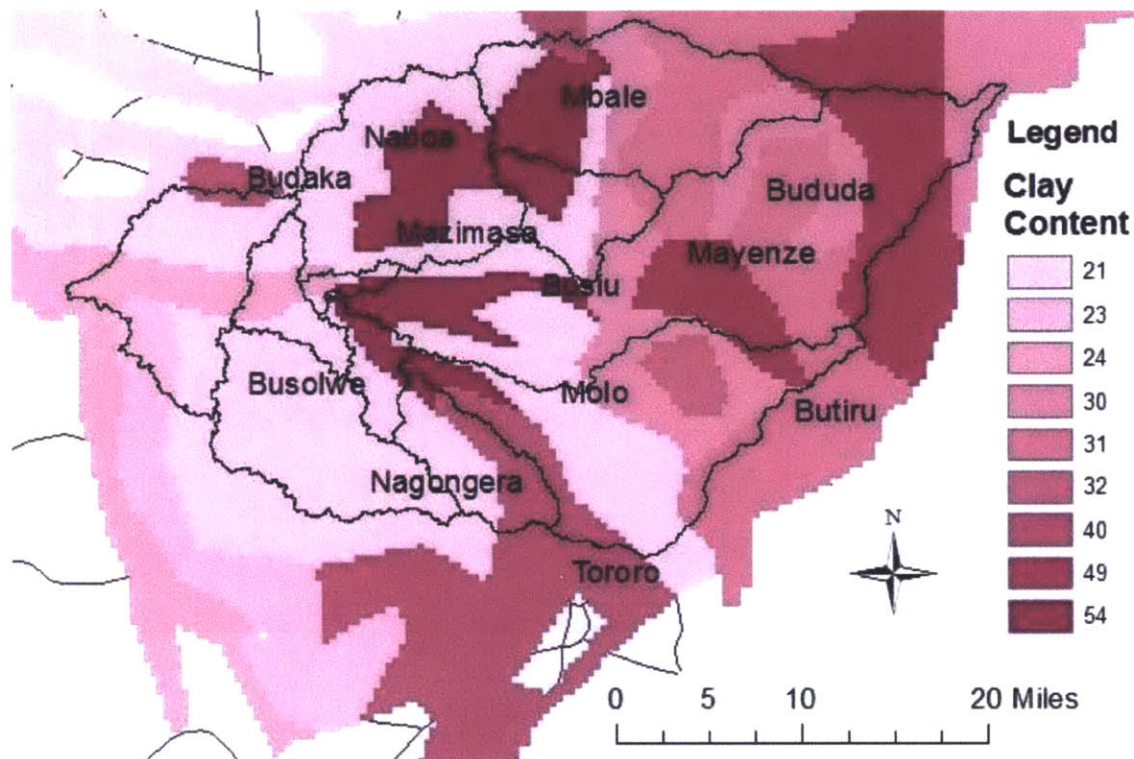 Mbale
Naboa
Budaka
Bududa
Mazimasa
Mayenze
Busiu
Busolwe
Molo
Butiru
Nagongera
Tororo
Legend
Clay
Content
21
23
24
30
31
32
40
49
54
N
0 5 10 20 Miles